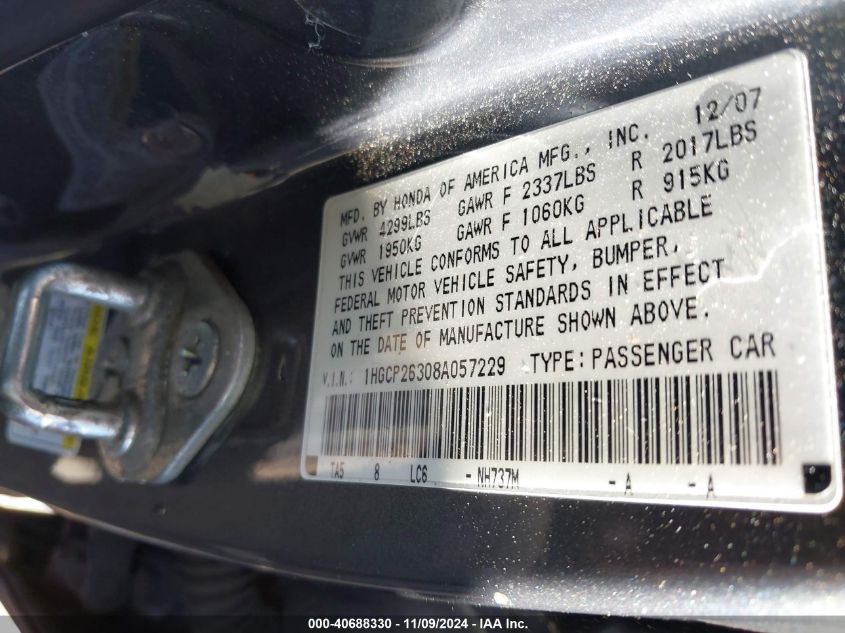 12/07
MFD. BY HONDA OF AMERICA MFG., INC.
GVWR 4299LBS GAWR F 2337LBS R 2017LBS
GVWR 1950KG GAWR F 1060KG R 915KG
THIS VEHICLE CONFORMS TO ALL APPLICABLE
FEDERAL MOTOR VEHICLE SAFETY, BUMPER,
AND THEFT PREVENTION STANDARDS IN EFFECT
ON THE DATE OF MANUFACTURE SHOWN ABOVE.
V.I.N: 1HGCP26308A057229 TYPE: PASSENGER CAR
TA5 8 LC6 - NH737M - A - A
000-40688330 - 11/09/2024 - IAA Inc.